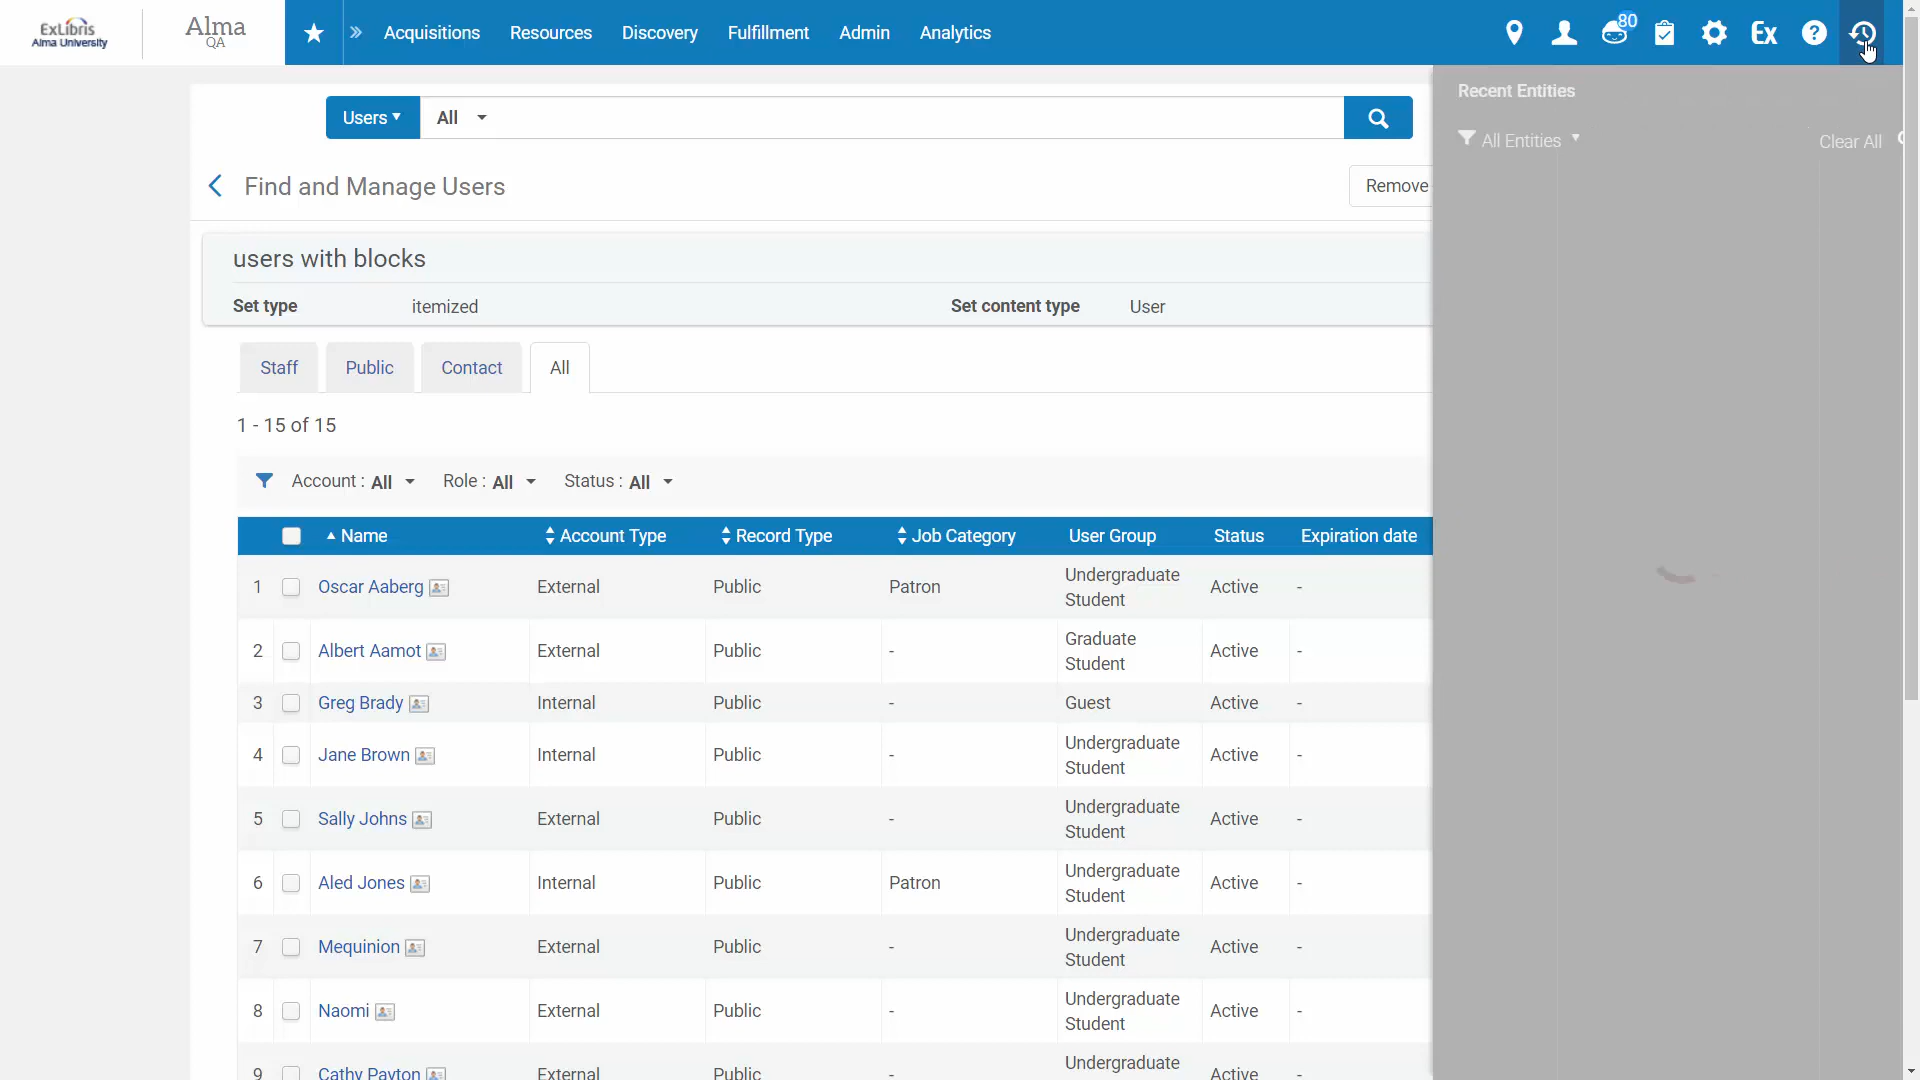 ExLibris
Alma University
Alma
QA
»
Acquisitions Resources Discovery Fulfillment Admin Analytics
80
Ex
?
Recent Entities
All Entities
Clear All
Users
All
Find and Manage Users
Remove
users with blocks
Set type itemized Set content type User
Staff Public Contact All
1 - 15 of 15
Account : All Role : All Status : All
Name Account Type Record Type Job Category User Group Status Expiration date
1 Oscar Aaberg External Public Patron Undergraduate Student Active -
2 Albert Aamot External Public - Graduate Student Active -
3 Greg Brady Internal Public - Guest Active -
4 Jane Brown Internal Public - Undergraduate Student Active -
5 Sally Johns External Public - Undergraduate Student Active -
6 Aled Jones Internal Public Patron Undergraduate Student Active -
7 Mequinion External Public - Undergraduate Student Active -
8 Naomi External Public - Undergraduate Student Active -
9 Cathy Payton External Public - Undergraduate Active -